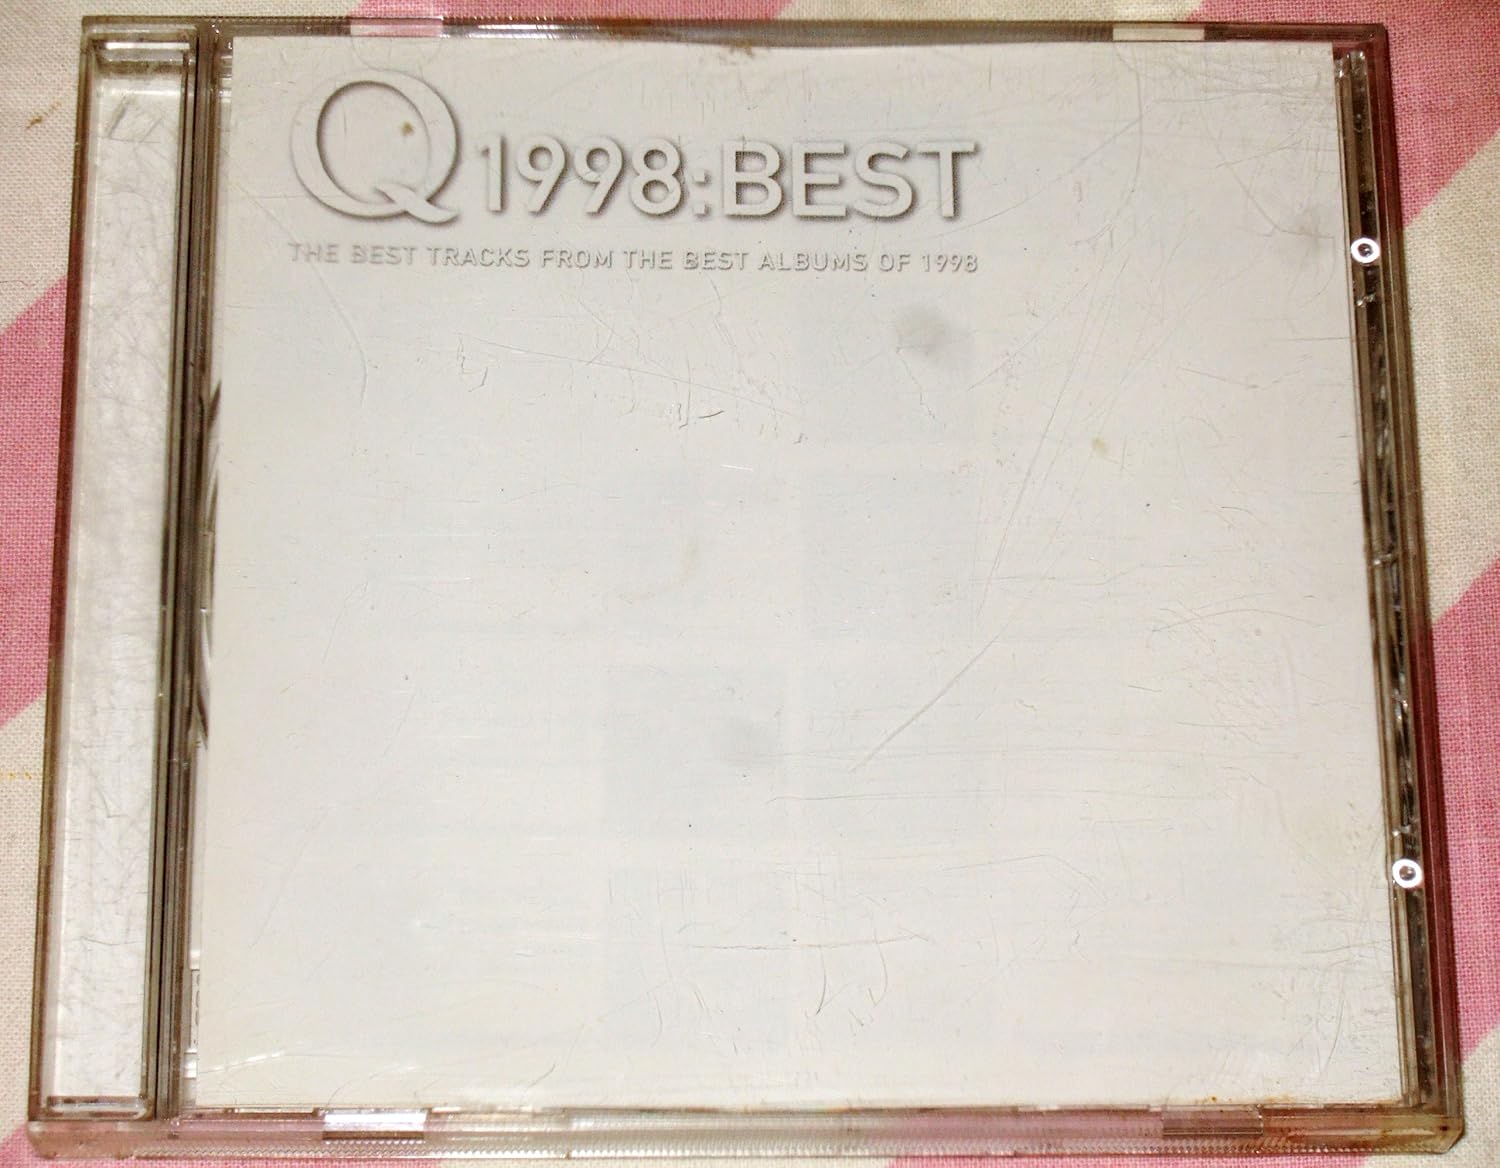 Q 1998:BEST
THE BEST TRACKS FROM THE BEST ALBUMS OF 1998